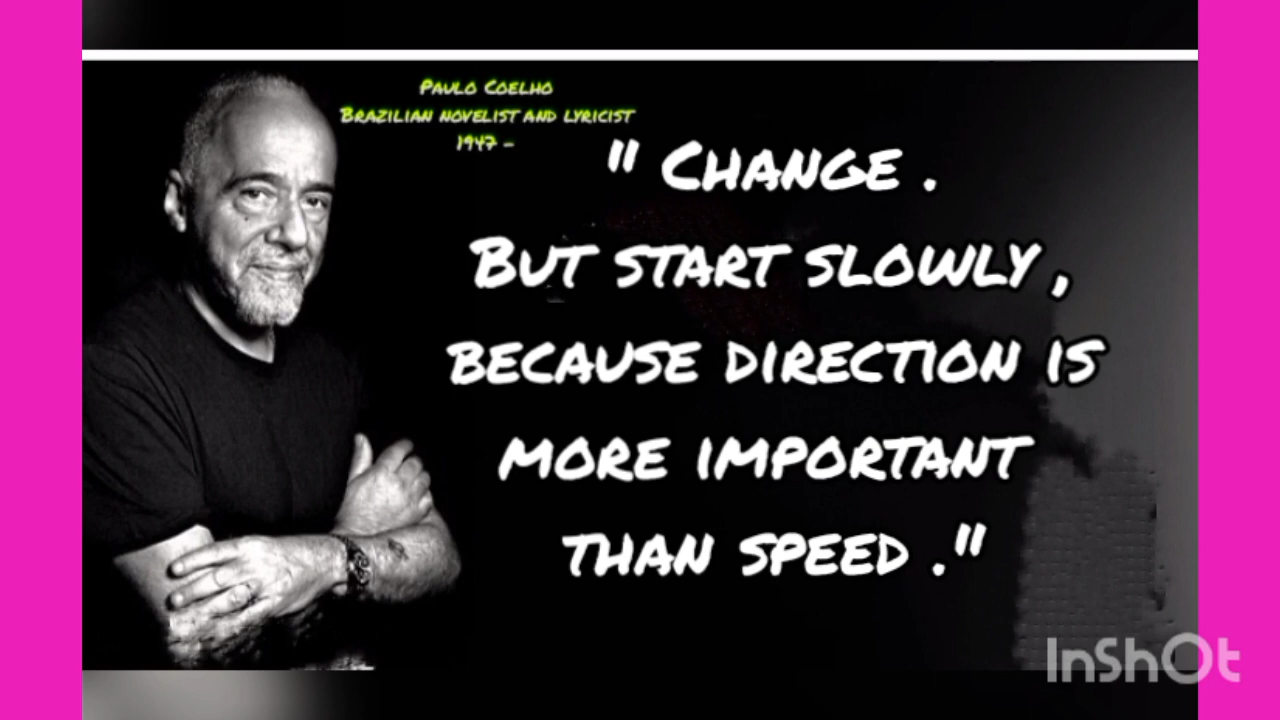 Paulo Coelho
Brazilian novelist and lyricist
1947 -
" Change .
But start slowly ,
because direction is
more important
than speed ."
InShOt